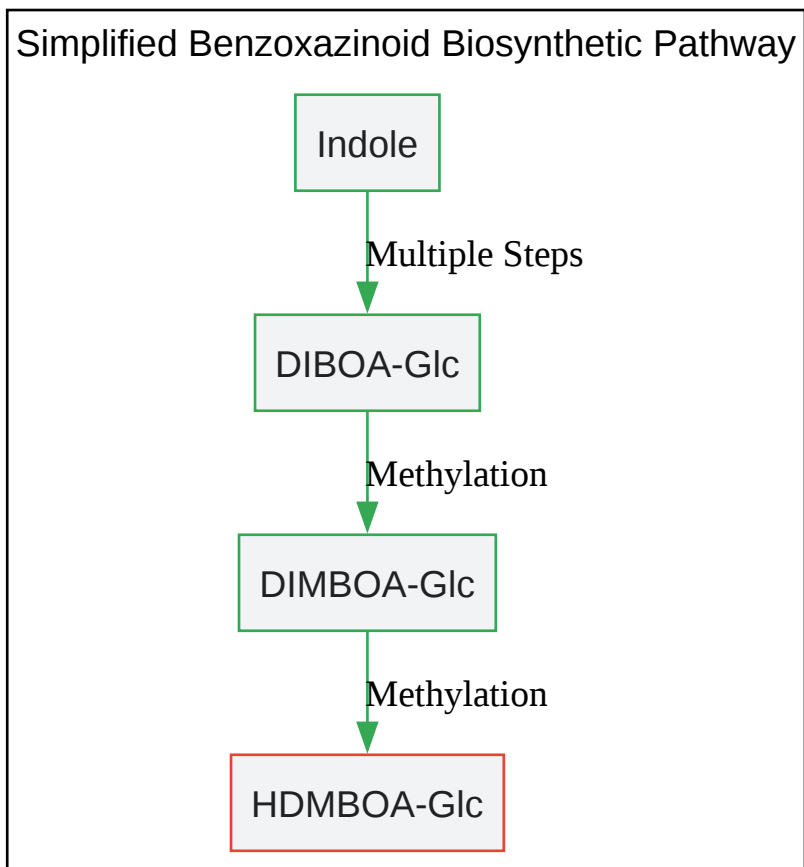 Simplified Benzoxazinoid Biosynthetic Pathway
Indole
Multiple Steps
DIBOA-Glc
Methylation
DIMBOA-Glc
Methylation
HDMBOA-Glc